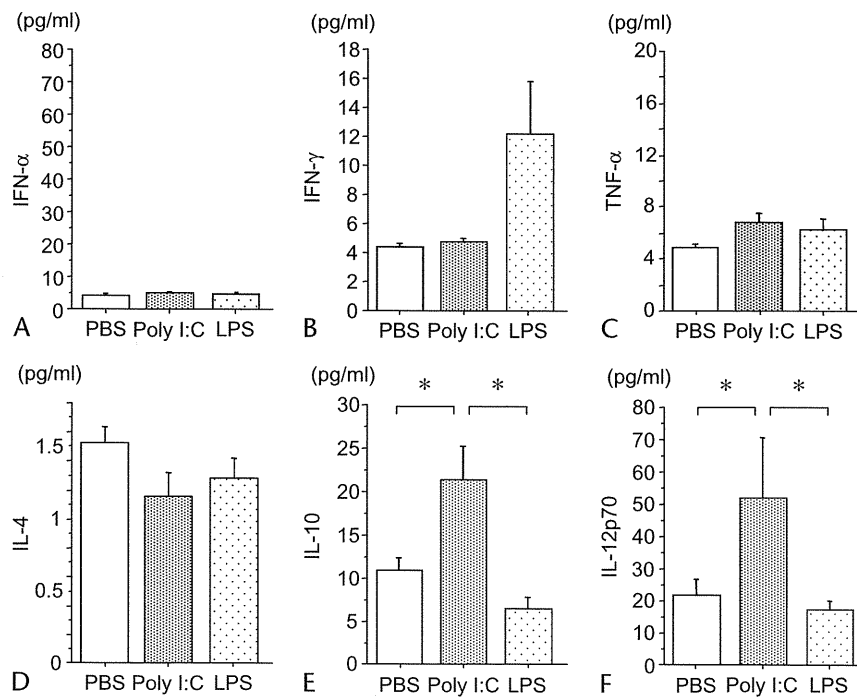 (pg/ml)
80
70
60
50
40
30
20
10
0
IFN-α
A
PBS Poly I:C LPS
(pg/ml)
18
16
14
12
10
8
6
4
2
0
IFN-γ
B
PBS Poly I:C LPS
(pg/ml)
20
16
12
8
4
0
TNF-α
C
PBS Poly I:C LPS
(pg/ml)
1.5
1
0.5
0
IL-4
D
PBS Poly I:C LPS
(pg/ml)
* *
30
25
20
15
10
5
0
IL-10
E
PBS Poly I:C LPS
(pg/ml)
* *
80
70
60
50
40
30
20
10
0
IL-12p70
F
PBS Poly I:C LPS